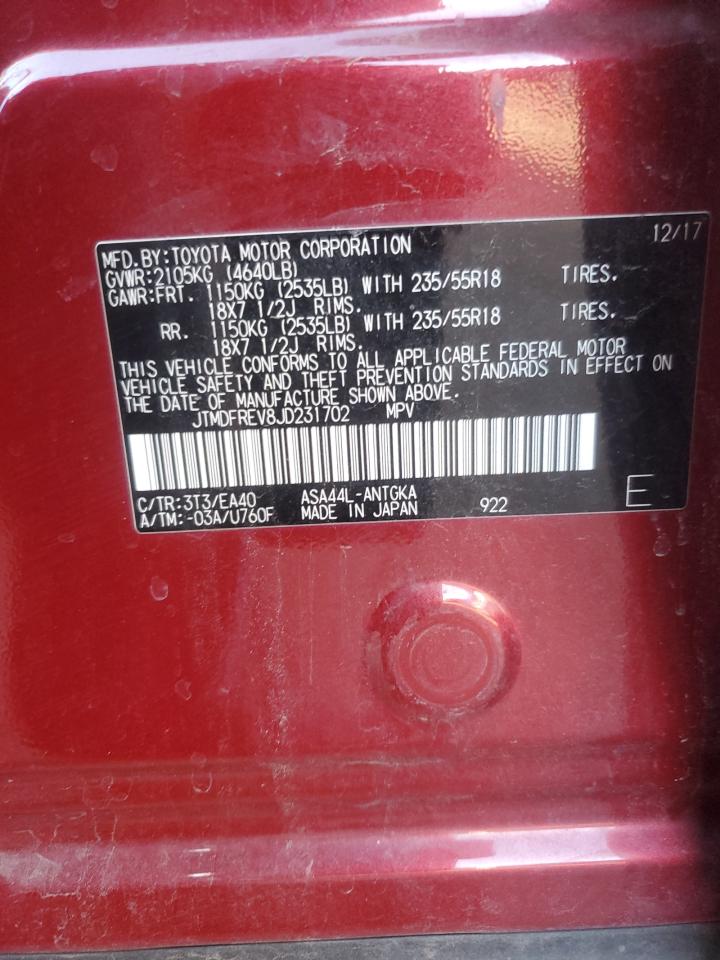 12/17
MFD.BY:TOYOTA MOTOR CORPORATION
GVWR:2105KG (4640LB)
GAWR:FRT. 1150KG (2535LB) WITH 235/55R18 TIRES.
18X7 1/2J RIMS.
RR. 1150KG (2535LB) WITH 235/55R18 TIRES.
18X7 1/2J RIMS.
THIS VEHICLE CONFORMS TO ALL APPLICABLE FEDERAL MOTOR
VEHICLE SAFETY AND THEFT PREVENTION STANDARDS IN EFFECT ON
THE DATE OF MANUFACTURE SHOWN ABOVE.
JTMDFREV8JD231702 MPV
C/TR:3T3/EA40 ASA44L-ANTGKA
A/TM:-03A/U760F MADE IN JAPAN 922 E